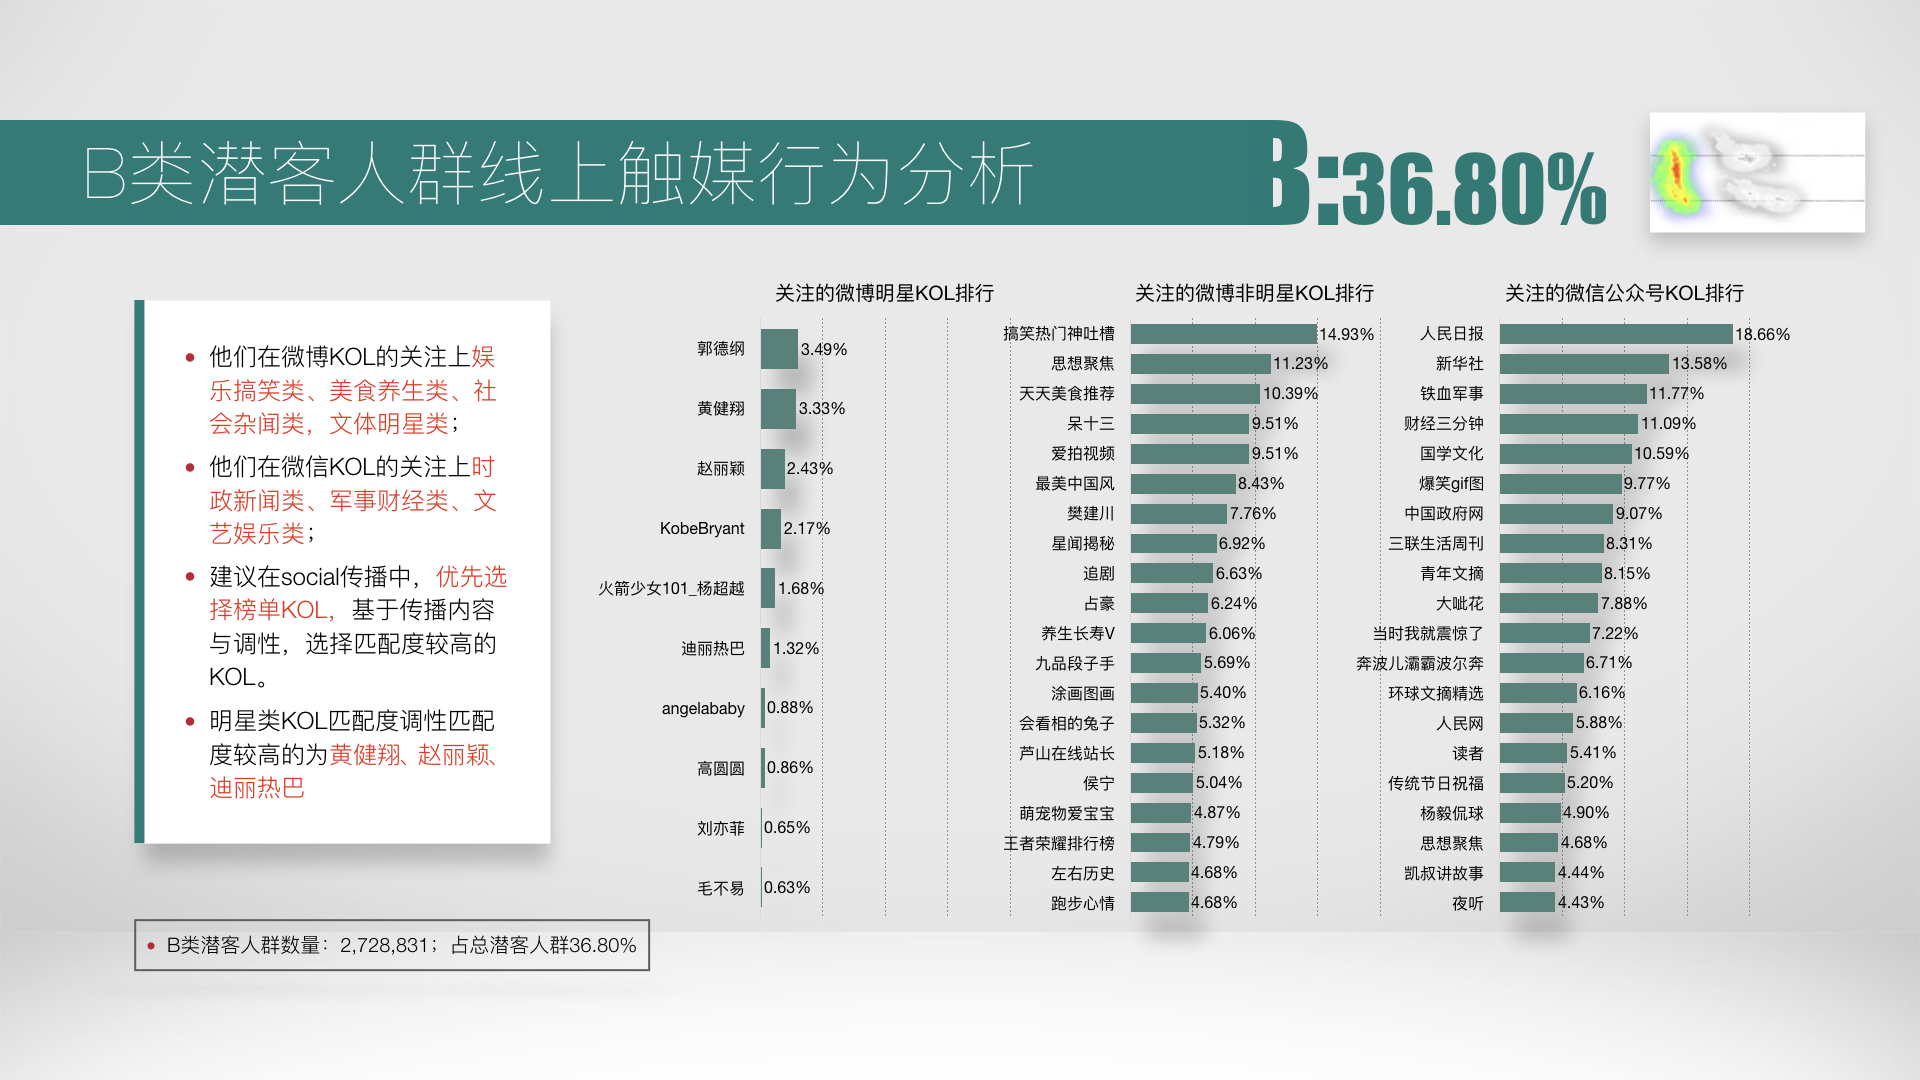 B类潜客人群线上触媒行为分析
B:36.80%
他们在微博KOL的关注上娱
乐搞笑类、美食养生类、社
会杂闻类，文体明星类；
他们在微信KOL的关注上时
政新闻类、军事财经类、文
艺娱乐类；
建议在social传播中，优先选
择榜单KOL，基于传播内容
与调性，选择匹配度较高的
KOL。
明星类KOL匹配度调性匹配
度较高的为黄健翔、赵丽颖、
迪丽热巴
B类潜客人群数量：2,728,831；占总潜客人群36.80%
关注的微博明星KOL排行
郭德纲 3.49%
黄健翔 3.33%
赵丽颖 2.43%
KobeBryant 2.17%
火箭少女101_杨超越 1.68%
迪丽热巴 1.32%
angelababy 0.88%
高圆圆 0.86%
刘亦菲 0.65%
毛不易 0.63%
关注的微博非明星KOL排行
搞笑热门神吐槽 14.93%
思想聚焦 11.23%
天天美食推荐 10.39%
呆十三 9.51%
爱拍视频 9.51%
最美中国风 8.43%
樊建川 7.76%
星闻揭秘 6.92%
追剧 6.63%
占豪 6.24%
养生长寿V 6.06%
九品段子手 5.69%
涂画图画 5.40%
会看相的兔子 5.32%
芦山在线站长 5.18%
侯宁 5.04%
萌宠物爱宝宝 4.87%
王者荣耀排行榜 4.79%
左右历史 4.68%
跑步心情 4.68%
关注的微信公众号KOL排行
人民日报 18.66%
新华社 13.58%
铁血军事 11.77%
财经三分钟 11.09%
国学文化 10.59%
爆笑gif图 9.77%
中国政府网 9.07%
三联生活周刊 8.31%
青年文摘 8.15%
大呲花 7.88%
当时我就震惊了 7.22%
奔波儿灞霸波尔奔 6.71%
环球文摘精选 6.16%
人民网 5.88%
读者 5.41%
传统节日祝福 5.20%
杨毅侃球 4.90%
思想聚焦 4.68%
凯叔讲故事 4.44%
夜听 4.43%